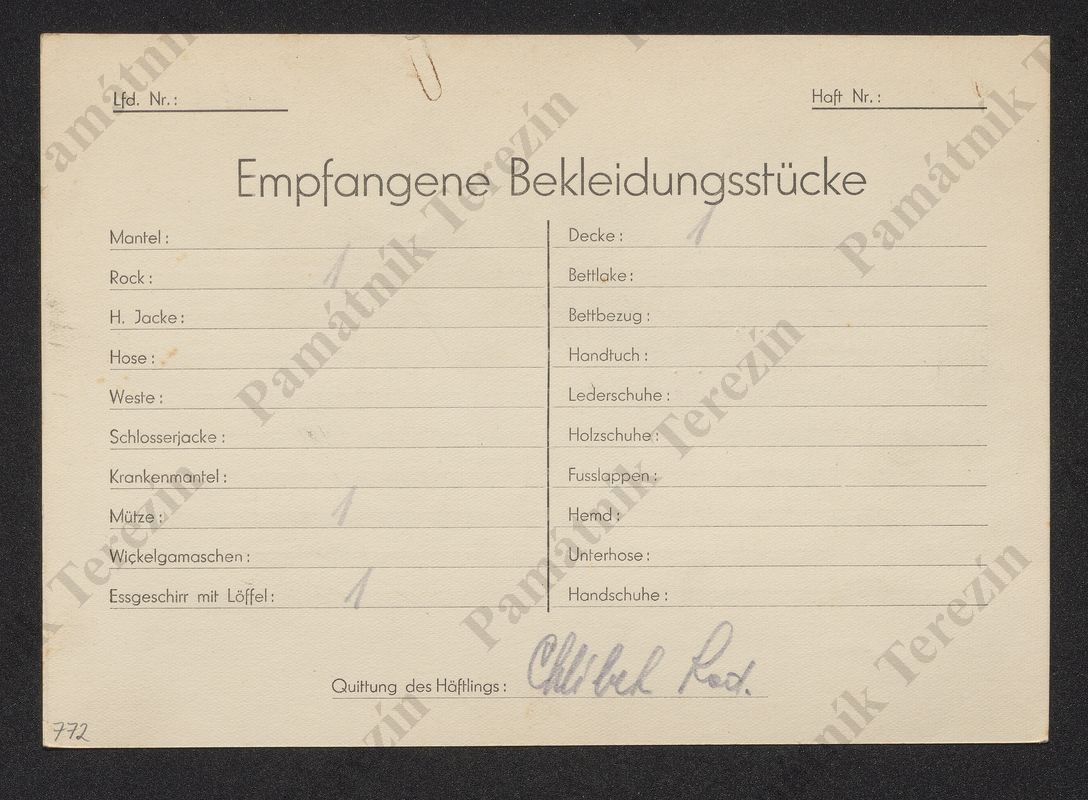 Lfd. Nr.:
Haft Nr.:
Empfangene Bekleidungsstücke
Mantel:
Rock: 1
H. Jacke:
Hose:
Weste:
Schlosserjacke:
Krankenmantel:
Mütze: 1
Wickelgamaschen:
Essgeschirr mit Löffel: 1
Decke: 1
Bettlake:
Bettbezug:
Handtuch:
Lederschuhe:
Holzschuhe:
Fusslappen:
Hemd:
Unterhose:
Handschuhe:
Quittung des Häftlings: Chlibek Rod.
772
Památník Terezín